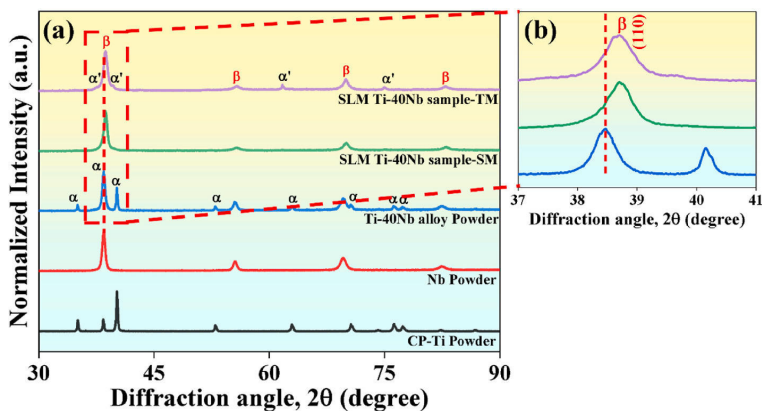 (a)
β
α' α'
β
α'
β
α'
β
SLM Ti-40Nb sample-TM
SLM Ti-40Nb sample-SM
α
α
α
α
α
α
α α
Ti-40Nb alloy Powder
Nb Powder
CP-Ti Powder
30 45 60 75 90
Diffraction angle, 2θ (degree)
Normalized Intensity (a.u.)
(b)
β
(110)
37 38 39 40 41
Diffraction angle, 2θ (degree)